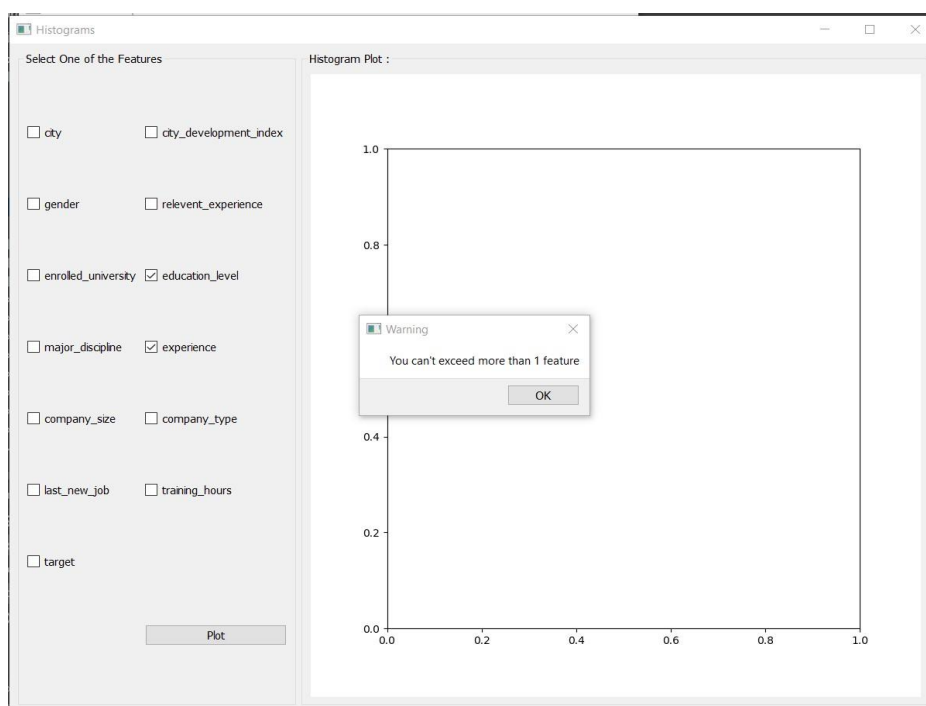 Histograms
Select One of the Features
Histogram Plot :
city
city_development_index
gender
relevent_experience
enrolled_university
education_level
major_discipline
experience
company_size
company_type
last_new_job
training_hours
target
Plot
1.0
0.8
0.4
0.2
0.0
0.0 0.2 0.4 0.6 0.8 1.0
Warning
You can't exceed more than 1 feature
OK